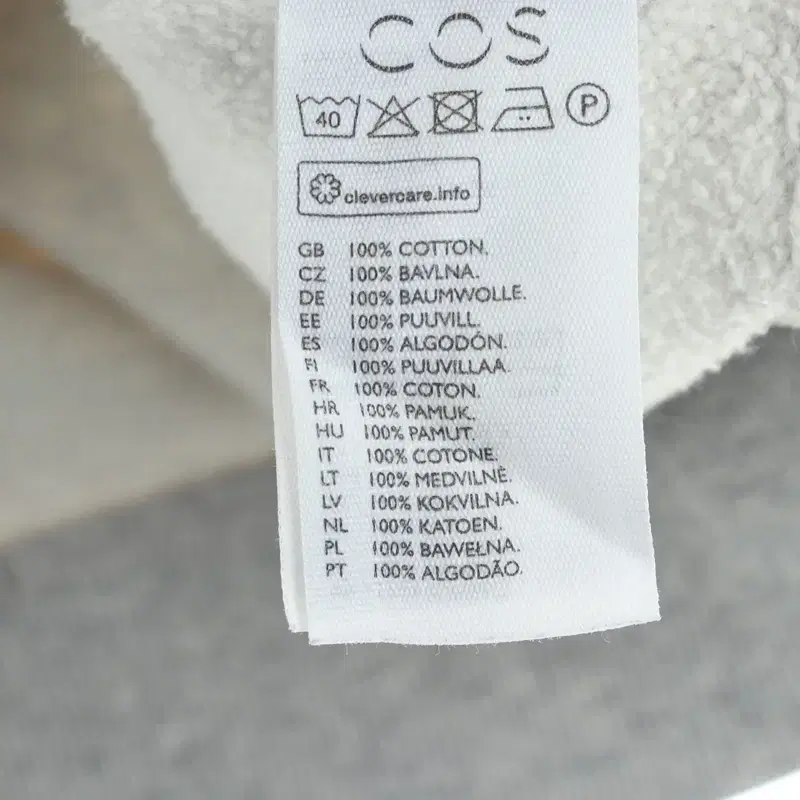 COS
40 P
clevercare.info
GB 100% COTTON.
CZ 100% BAVLNA.
DE 100% BAUMWOLLE.
EE 100% PUUVILL.
ES 100% ALGODÓN.
FI 100% PUUVILLAA.
FR 100% COTON.
HR 100% PAMUK.
HU 100% PAMUT.
IT 100% COTONE.
LT 100% MEDVILNĖ.
LV 100% KOKVILNA.
NL 100% KATOEN.
PL 100% BAWEŁNA.
PT 100% ALGODÃO.